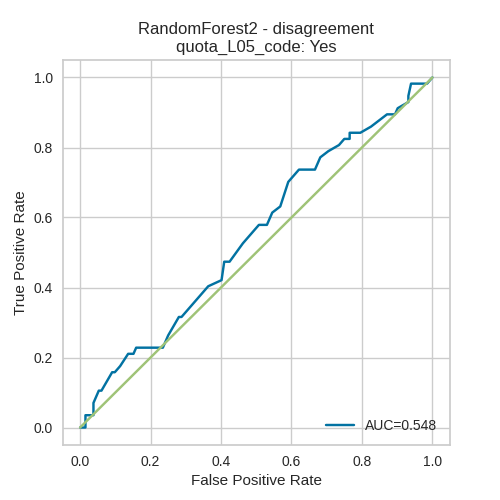 RandomForest2 - disagreement
quota_L05_code: Yes
True Positive Rate
1.0
0.8
0.6
0.4
0.2
0.0
AUC=0.548
0.0 0.2 0.4 0.6 0.8 1.0
False Positive Rate